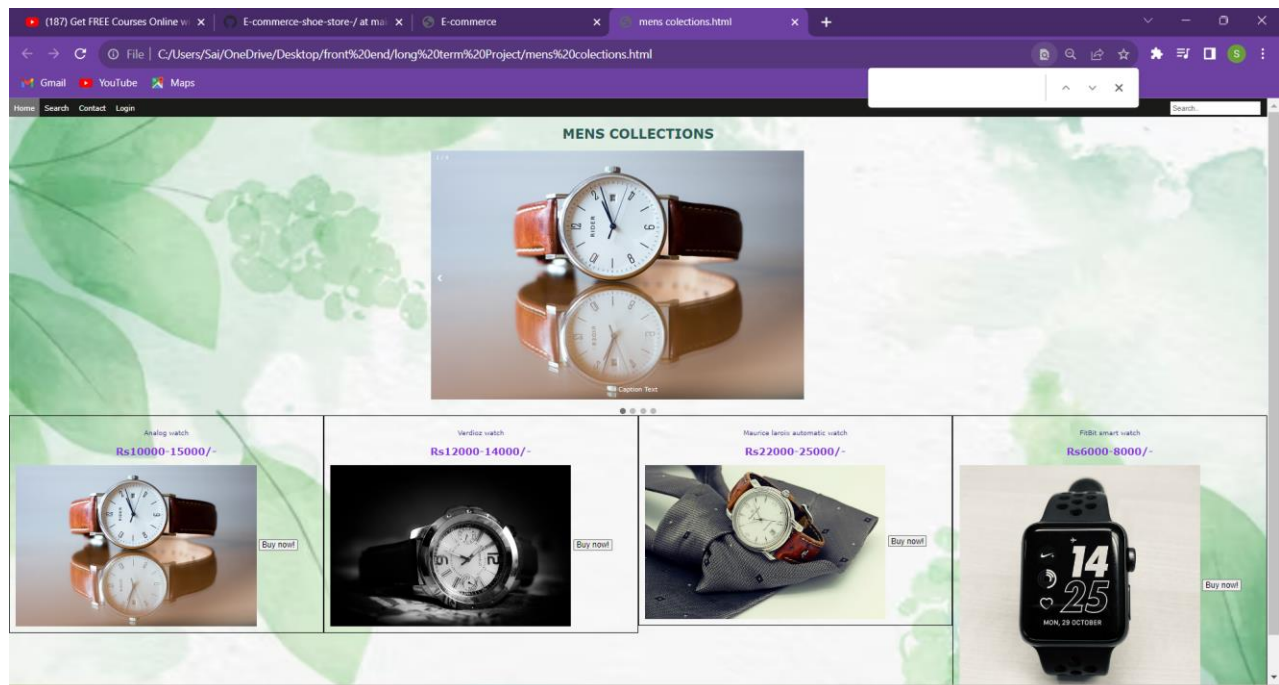 (187) Get FREE Courses Online wi
E-commerce-shoe-store-/ at mai
E-commerce
mens colections.html
File
C:/Users/Sai/OneDrive/Desktop/front%20end/long%20term%20Project/mens%20colections.html
S
Gmail
YouTube
Maps
Home
Search
Contact
Login
Search..
MENS COLLECTIONS
RIDER
Caption Text
Analog watch
Rs10000-15000/-
Buy now!
Verdioz watch
Rs12000-14000/-
Buy now!
Maurice larois automatic watch
Rs22000-25000/-
Buy now!
FitBit smart watch
Rs6000-8000/-
14
25
MON, 29 OCTOBER
Buy now!